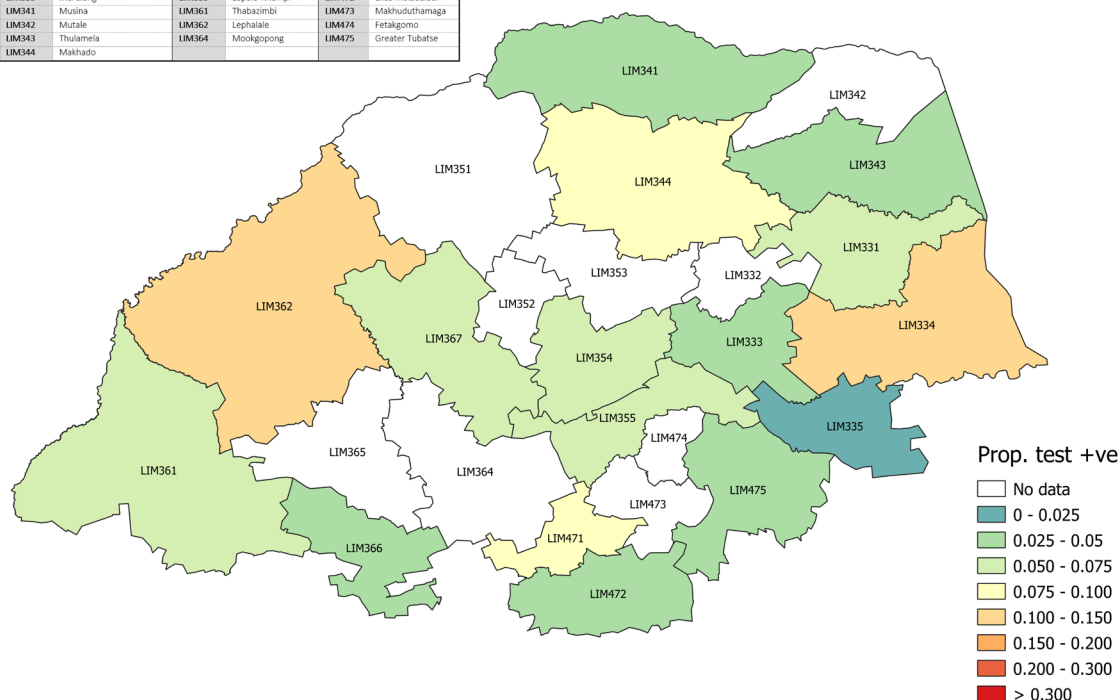 LIM341 Musina LIM361 Thabazimbi LIM473 Makhuduthamaga
LIM342 Mutale LIM362 Lephalale LIM474 Fetakgomo
LIM343 Thulamela LIM364 Mookgopong LIM475 Greater Tubatse
LIM344 Makhado
LIM341
LIM342
LIM351
LIM343
LIM344
LIM331
LIM353
LIM332
LIM362
LIM352
LIM334
LIM367
LIM333
LIM354
LIM355
LIM335
LIM474
LIM365
LIM361
LIM364
LIM475
LIM473
LIM471
LIM366
LIM472
Prop. test +ve
No data
0 - 0.025
0.025 - 0.05
0.050 - 0.075
0.075 - 0.100
0.100 - 0.150
0.150 - 0.200
0.200 - 0.300
> 0.300